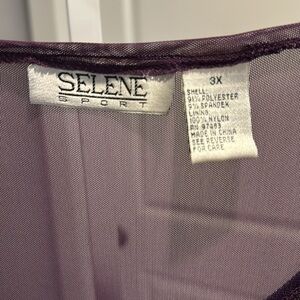 SELENE
SPORT
3X
SHELL:
91% POLYESTER
9% SPANDEX
LINING:
100% NYLON
RN 97463
MADE IN CHINA
SEE REVERSE
FOR CARE